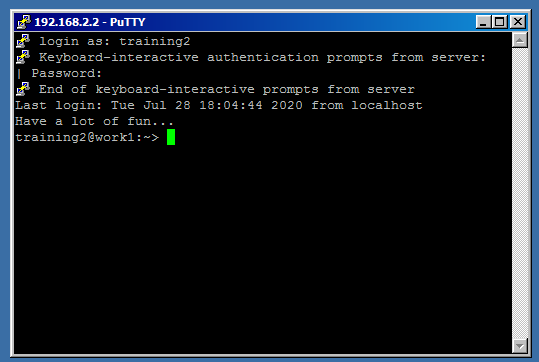 192.168.2.2 - PuTTY
login as: training2
Keyboard-interactive authentication prompts from server:
| Password:
End of keyboard-interactive prompts from server
Last login: Tue Jul 28 18:04:44 2020 from localhost
Have a lot of fun...
training2@work1:~>